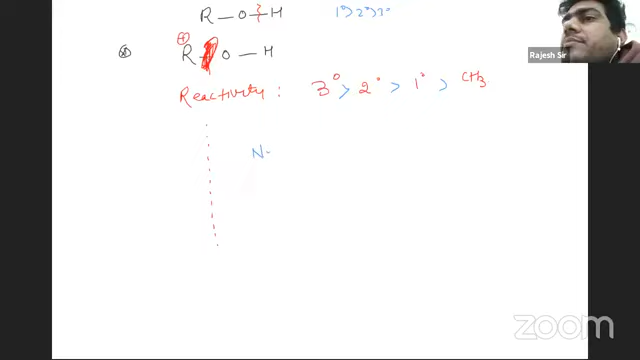 R — O — H    1°>2°>3°
R — O — H
Reactivity : 3° > 2° > 1° > CH3
N-
Rajesh Sir
zoom